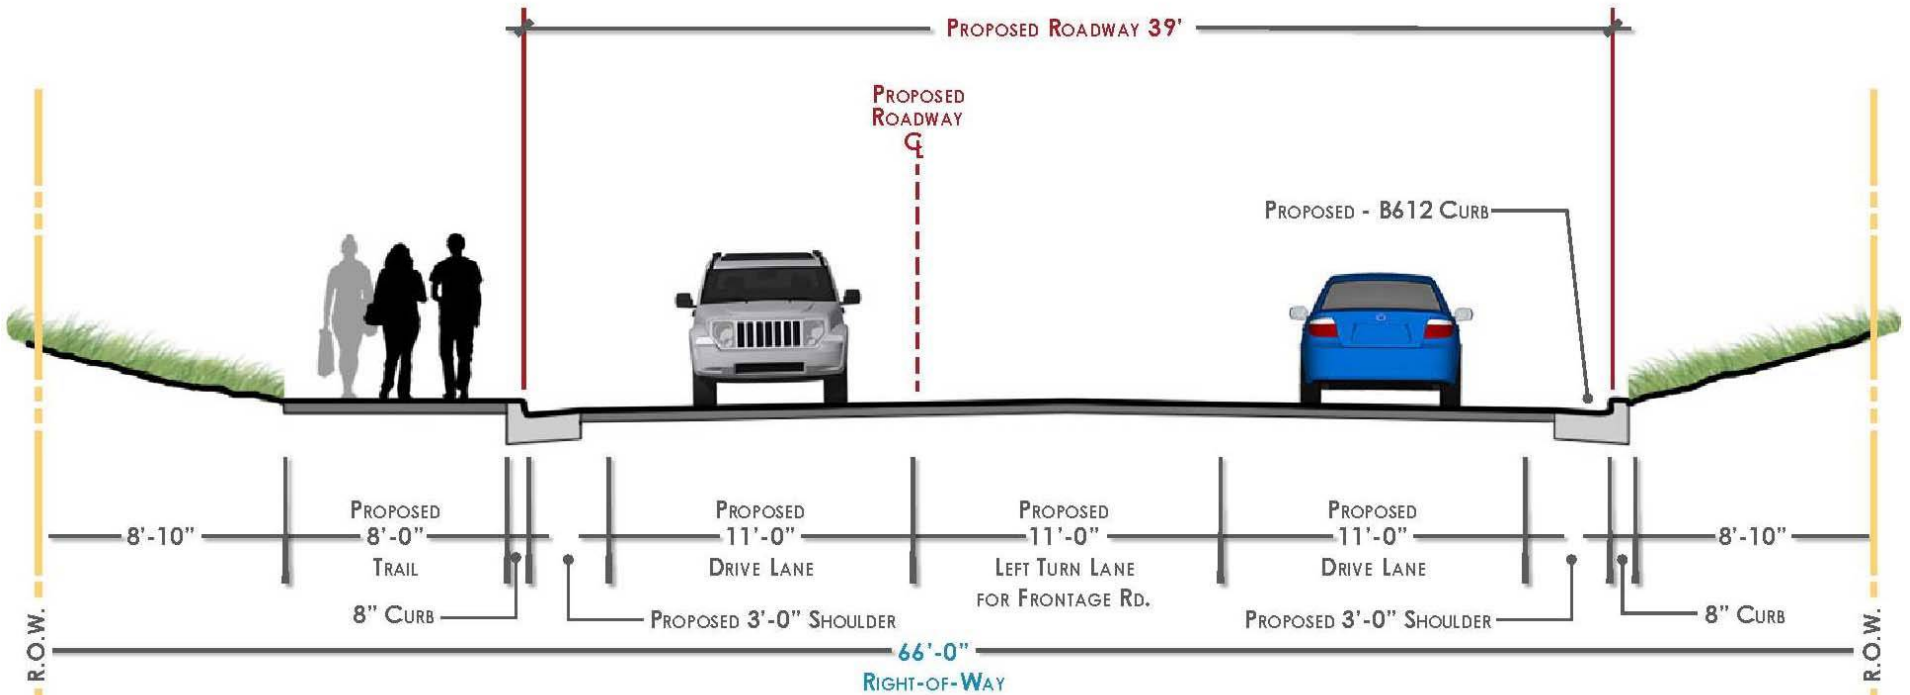 PROPOSED ROADWAY 39'
PROPOSED
ROADWAY
℄
PROPOSED - B612 CURB
8'-10"
PROPOSED
8'-0"
TRAIL
PROPOSED
11'-0"
DRIVE LANE
PROPOSED
11'-0"
LEFT TURN LANE
FOR FRONTAGE RD.
PROPOSED
11'-0"
DRIVE LANE
8'-10"
8" CURB
PROPOSED 3'-0" SHOULDER
PROPOSED 3'-0" SHOULDER
8" CURB
R.O.W.
66'-0"
RIGHT-OF-WAY
R.O.W.